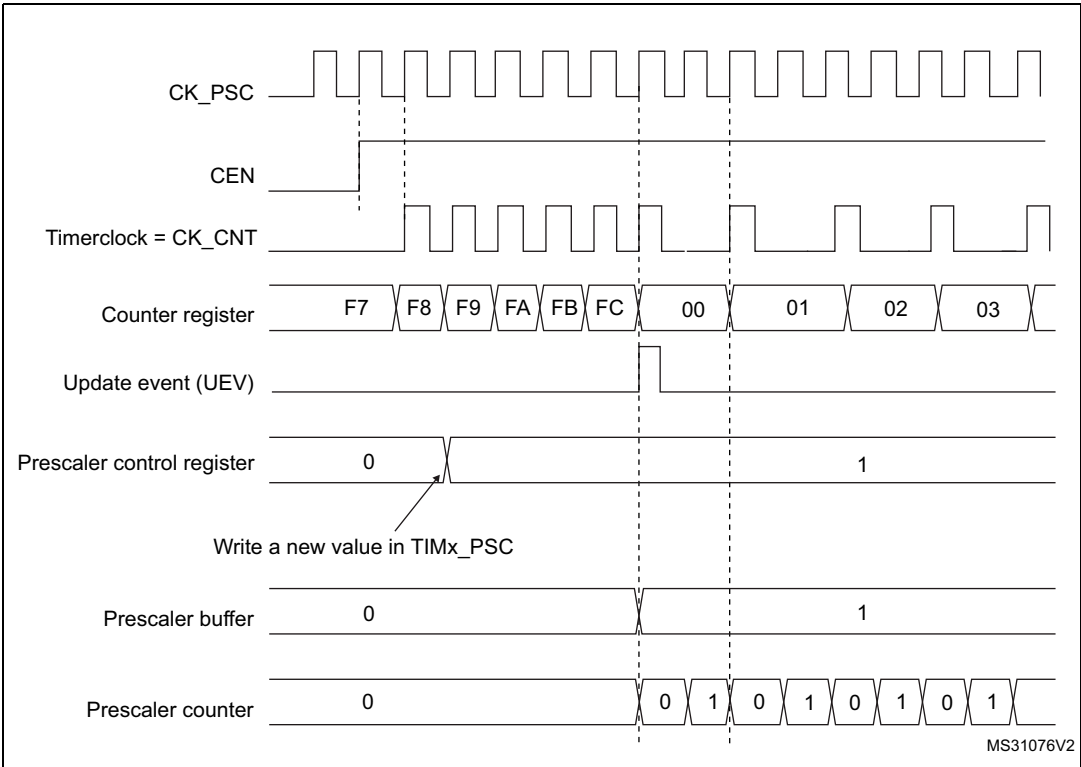 CK_PSC
CEN
Timerclock = CK_CNT
Counter register F7 F8 F9 FA FB FC 00 01 02 03
Update event (UEV)
Prescaler control register 0 1
Write a new value in TIMx_PSC
Prescaler buffer 0 1
Prescaler counter 0 0 1 0 1 0 1 0 1
MS31076V2